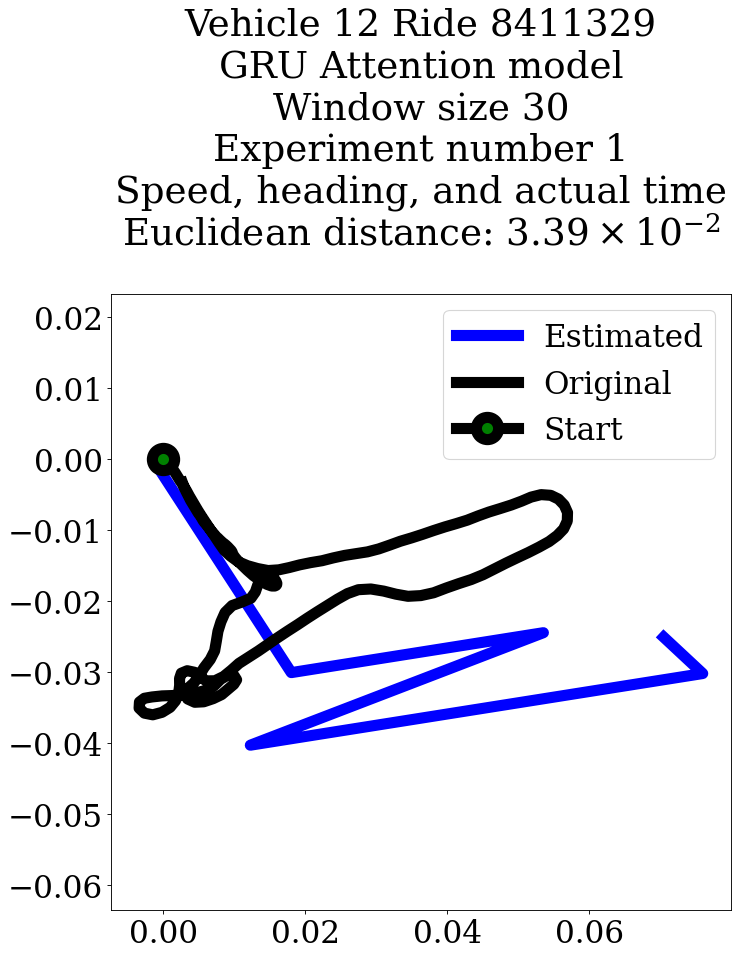 Vehicle 12 Ride 8411329
GRU Attention model
Window size 30
Experiment number 1
Speed, heading, and actual time
Euclidean distance: 3.39 × 10⁻²
Estimated
Original
Start
0.02
0.01
0.00
−0.01
−0.02
−0.03
−0.04
−0.05
−0.06
0.00 0.02 0.04 0.06